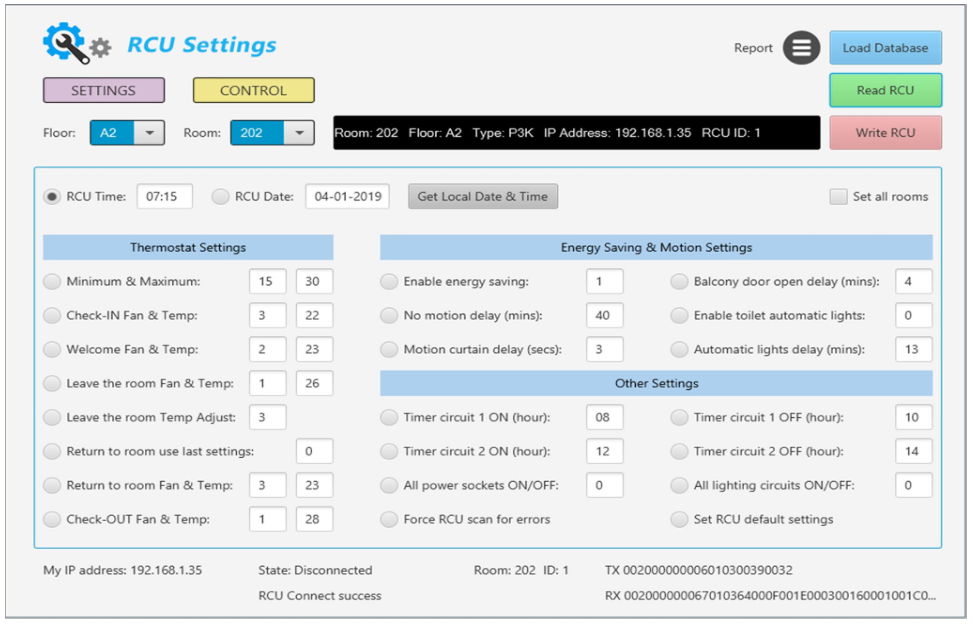 RCU Settings
Report
Load Database
SETTINGS
CONTROL
Read RCU
Floor: A2 Room: 202
Room: 202 Floor: A2 Type: P3K IP Address: 192.168.1.35 RCU ID: 1
Write RCU
RCU Time: 07:15 RCU Date: 04-01-2019 Get Local Date & Time Set all rooms
Thermostat Settings
Minimum & Maximum: 15 30
Check-IN Fan & Temp: 3 22
Welcome Fan & Temp: 2 23
Leave the room Fan & Temp: 1 26
Leave the room Temp Adjust: 3
Return to room use last settings: 0
Return to room Fan & Temp: 3 23
Check-OUT Fan & Temp: 1 28
Energy Saving & Motion Settings
Enable energy saving: 1 Balcony door open delay (mins): 4
No motion delay (mins): 40 Enable toilet automatic lights: 0
Motion curtain delay (secs): 3 Automatic lights delay (mins): 13
Other Settings
Timer circuit 1 ON (hour): 08 Timer circuit 1 OFF (hour): 10
Timer circuit 2 ON (hour): 12 Timer circuit 2 OFF (hour): 14
All power sockets ON/OFF: 0 All lighting circuits ON/OFF: 0
Force RCU scan for errors Set RCU default settings
My IP address: 192.168.1.35 State: Disconnected Room: 202 ID: 1 TX 002000000006010300390032
RCU Connect success RX 0020000000067010364000F001E000300160001001C0...